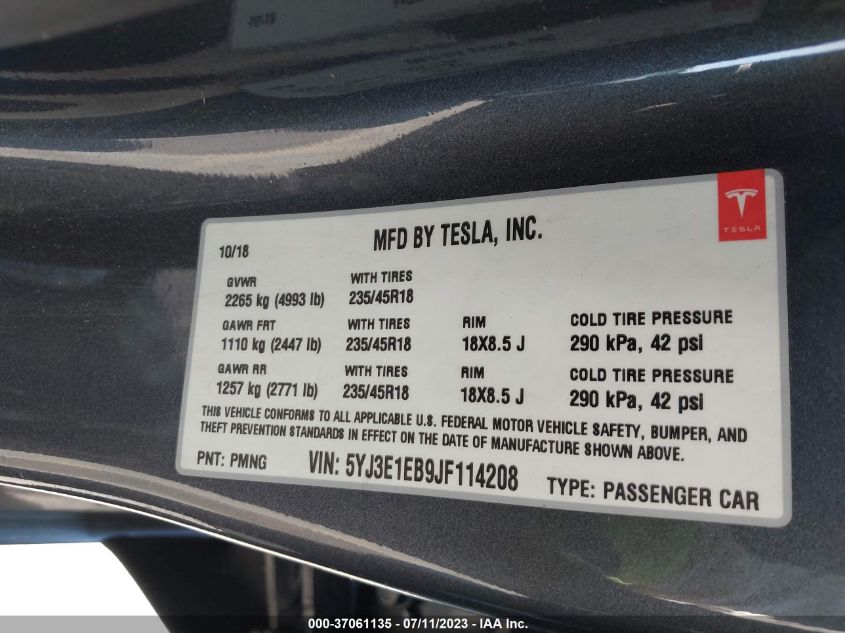 MFD BY TESLA, INC.
TESLA
10/18
GVWR WITH TIRES
2265 kg (4993 lb) 235/45R18
GAWR FRT WITH TIRES RIM COLD TIRE PRESSURE
1110 kg (2447 lb) 235/45R18 18X8.5 J 290 kPa, 42 psi
GAWR RR WITH TIRES RIM COLD TIRE PRESSURE
1257 kg (2771 lb) 235/45R18 18X8.5 J 290 kPa, 42 psi
THIS VEHICLE CONFORMS TO ALL APPLICABLE U.S. FEDERAL MOTOR VEHICLE SAFETY, BUMPER, AND
THEFT PREVENTION STANDARDS IN EFFECT ON THE DATE OF MANUFACTURE SHOWN ABOVE.
PNT: PMNG VIN: 5YJ3E1EB9JF114208 TYPE: PASSENGER CAR
000-37061135 - 07/11/2023 - IAA Inc.